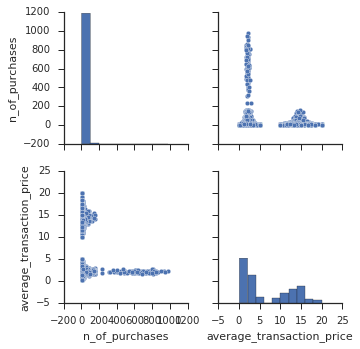 1200
1000
800
600
400
200
0
-200
n_of_purchases
25
20
15
10
5
0
-5
average_transaction_price
-200 0 200 400 600 800 1000 1200
n_of_purchases
-5 0 5 10 15 20 25
average_transaction_price